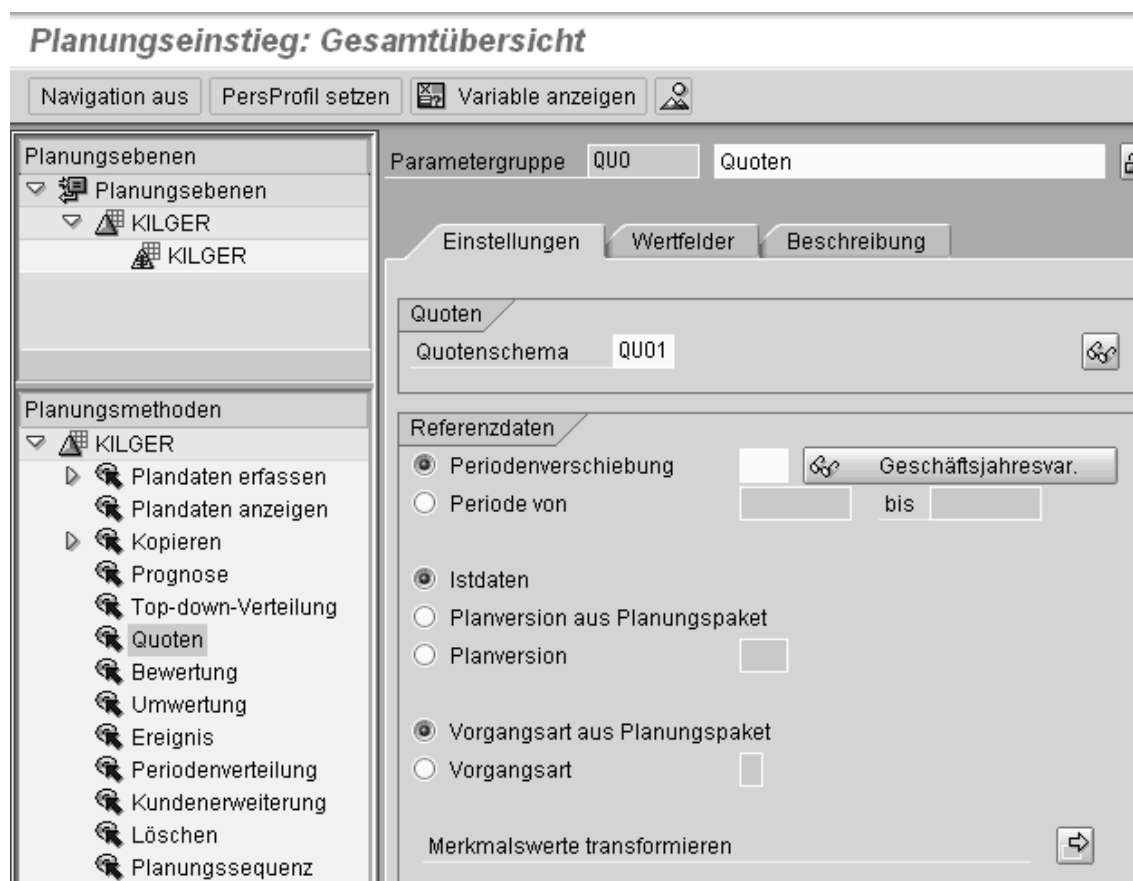 Planungseinstieg: Gesamtübersicht
Navigation aus PersProfil setzen Variable anzeigen
Planungsebenen
Planungsebenen
KILGER
KILGER
Planungsmethoden
KILGER
Plandaten erfassen
Plandaten anzeigen
Kopieren
Prognose
Top-down-Verteilung
Quoten
Bewertung
Umwertung
Ereignis
Periodenverteilung
Kundenerweiterung
Löschen
Planungssequenz
Parametergruppe QUO Quoten
Einstellungen Wertfelder Beschreibung
Quoten
Quotenschema QUO1
Referenzdaten
Periodenverschiebung Geschäftsjahresvar.
Periode von bis
Istdaten
Planversion aus Planungspaket
Planversion
Vorgangsart aus Planungspaket
Vorgangsart
Merkmalswerte transformieren